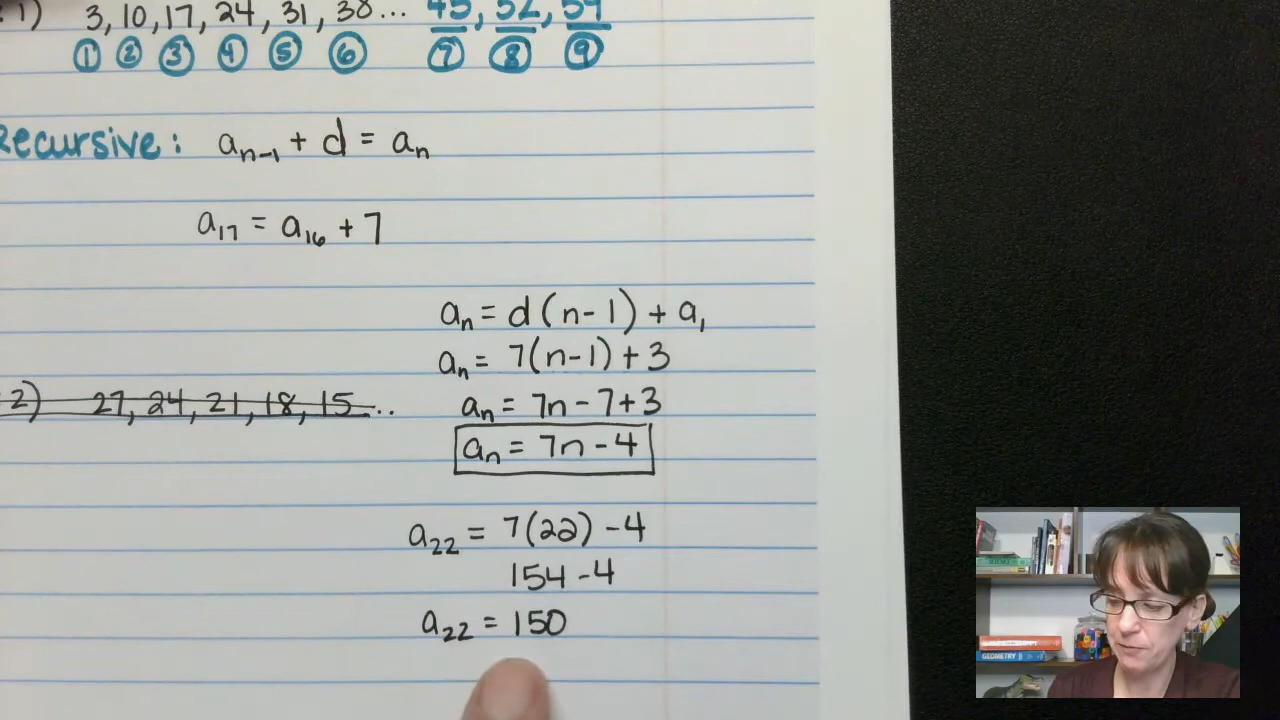 1) 3, 10, 17, 24, 31, 38... 45, 52, 59
① ② ③ ④ ⑤ ⑥ ⑦ ⑧ ⑨
Recursive: aₙ₋₁ + d = aₙ
a₁₇ = a₁₆ + 7
aₙ = d(n-1) + a₁
aₙ = 7(n-1) + 3
2) 27, 24, 21, 18, 15...
aₙ = 7n - 7 + 3
aₙ = 7n - 4
a₂₂ = 7(22) - 4
154 - 4
a₂₂ = 150
GEOMETRY